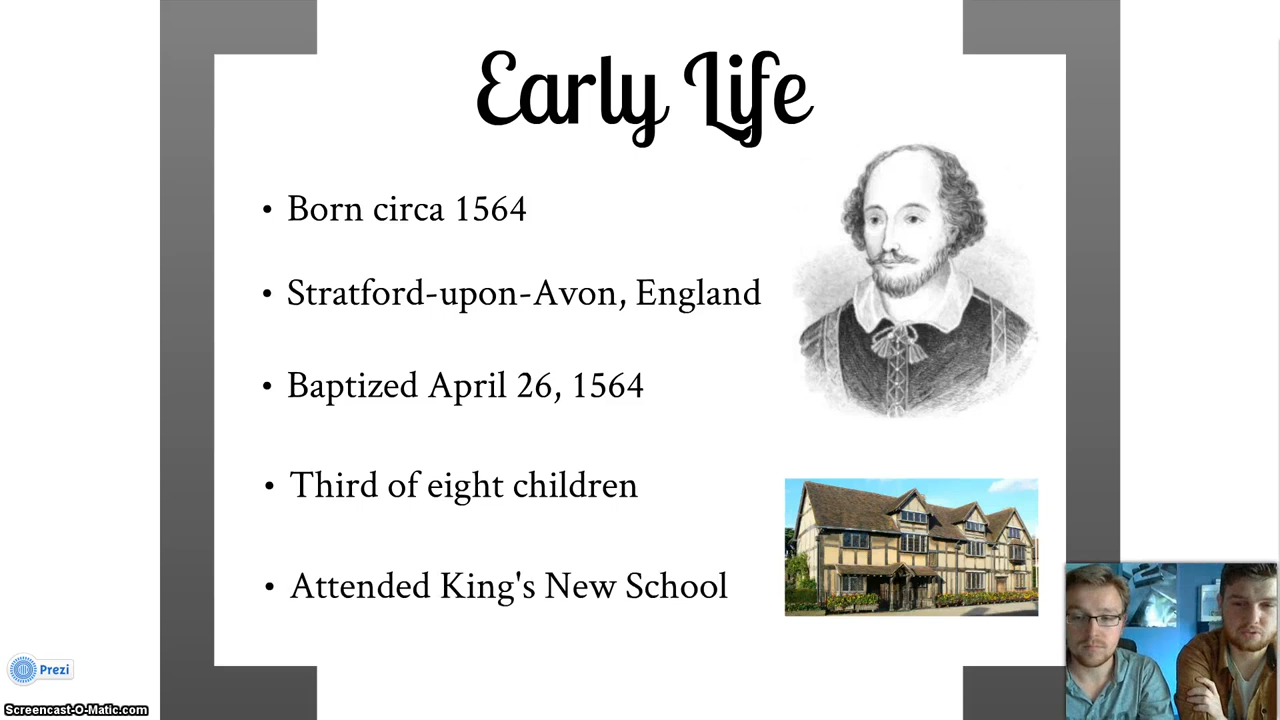 Early Life
• Born circa 1564
• Stratford-upon-Avon, England
• Baptized April 26, 1564
• Third of eight children
• Attended King's New School
Prezi
Screencast-O-Matic.com